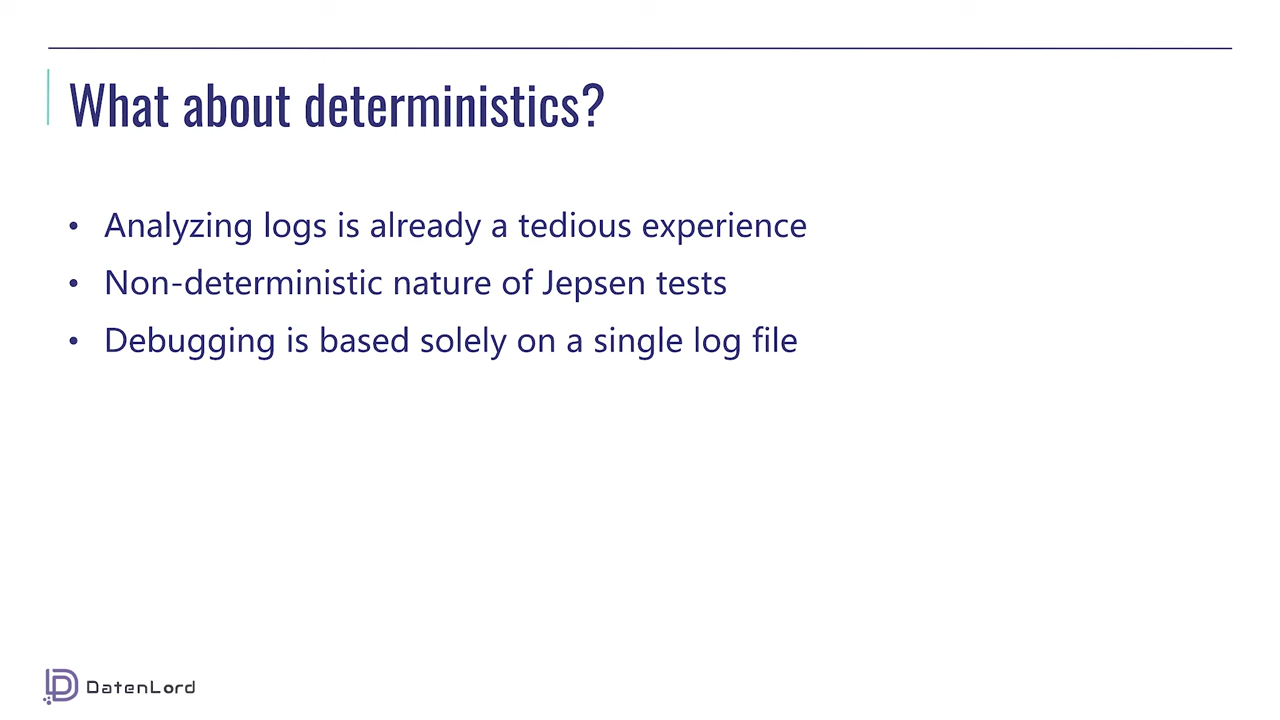 What about deterministics?
• Analyzing logs is already a tedious experience
• Non-deterministic nature of Jepsen tests
• Debugging is based solely on a single log file
DatenLord